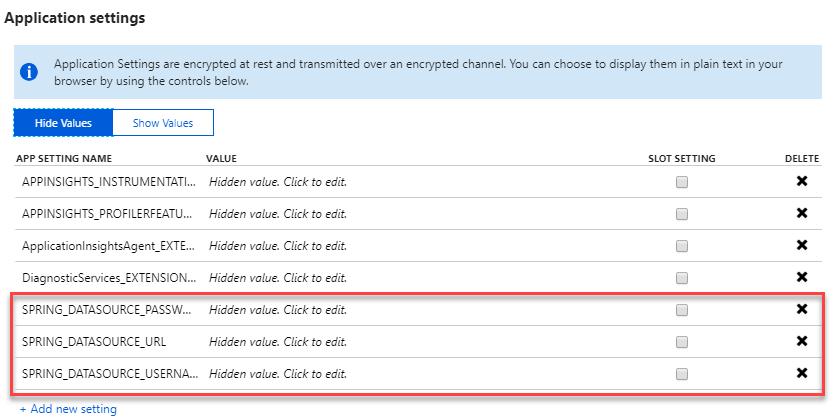 Application settings
Application Settings are encrypted at rest and transmitted over an encrypted channel. You can choose to display them in plain text in your
browser by using the controls below.
Hide Values Show Values
APP SETTING NAME VALUE SLOT SETTING DELETE
APPINSIGHTS_INSTRUMENTATI... Hidden value. Click to edit.
APPINSIGHTS_PROFILERFEATU... Hidden value. Click to edit.
ApplicationInsightsAgent_EXTE... Hidden value. Click to edit.
DiagnosticServices_EXTENSION... Hidden value. Click to edit.
SPRING_DATASOURCE_PASSW... Hidden value. Click to edit.
SPRING_DATASOURCE_URL Hidden value. Click to edit.
SPRING_DATASOURCE_USERNA... Hidden value. Click to edit.
+ Add new setting